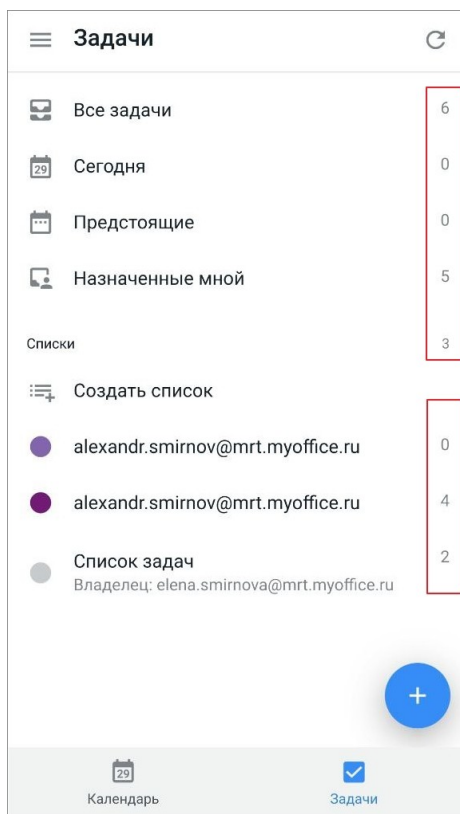 Задачи
Все задачи 6
29 Сегодня 0
Предстоящие 0
Назначенные мной 5
Списки 3
Создать список
alexandr.smirnov@mrt.myoffice.ru 0
alexandr.smirnov@mrt.myoffice.ru 4
Список задач 2
Владелец: elena.smirnova@mrt.myoffice.ru
29
Календарь Задачи